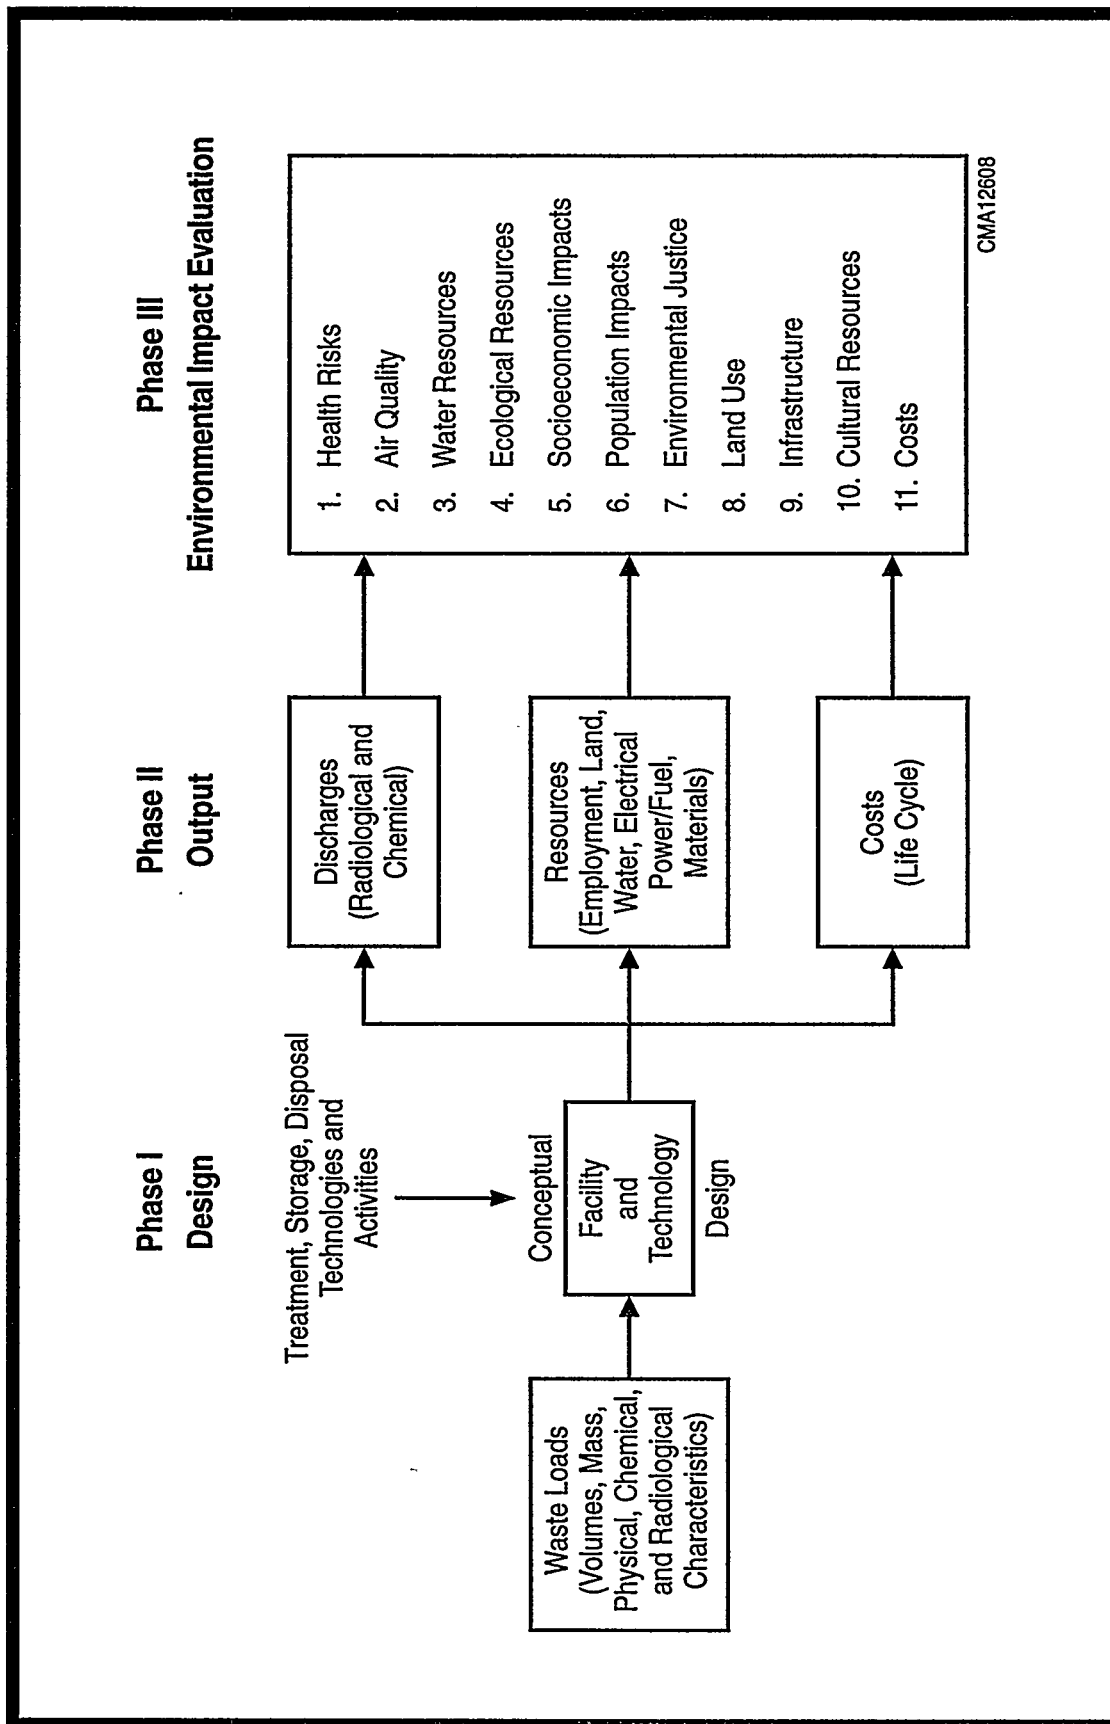 Phase I
Design
Treatment, Storage, Disposal
Technologies and
Activities
Waste Loads
(Volumes, Mass,
Physical, Chemical,
and Radiological
Characteristics)
Conceptual
Facility
and
Technology
Design
Phase II
Output
Discharges
(Radiological and
Chemical)
Resources
(Employment, Land,
Water, Electrical
Power/Fuel,
Materials)
Costs
(Life Cycle)
Phase III
Environmental Impact Evaluation
1. Health Risks
2. Air Quality
3. Water Resources
4. Ecological Resources
5. Socioeconomic Impacts
6. Population Impacts
7. Environmental Justice
8. Land Use
9. Infrastructure
10. Cultural Resources
11. Costs
CMA12608